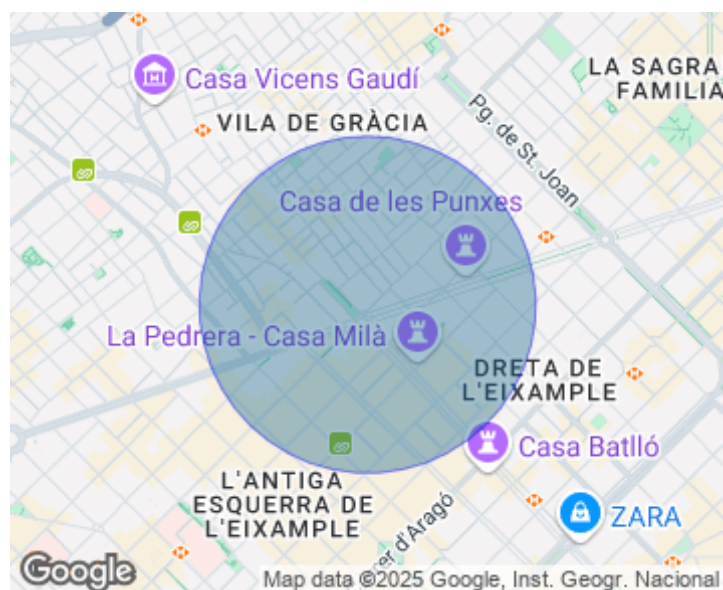 Casa Vicens Gaudí
LA SAGRA
FAMILIA
VILA DE GRÀCIA
Pg. de St. Joan
Casa de les Punxes
La Pedrera - Casa Milà
DRETA DE
L'EIXAMPLE
Casa Batlló
L'ANTIGA
ESQUERRA DE
L'EIXAMPLE
cer d'Aragó
ZARA
Google
Map data ©2025 Google, Inst. Geogr. Nacional